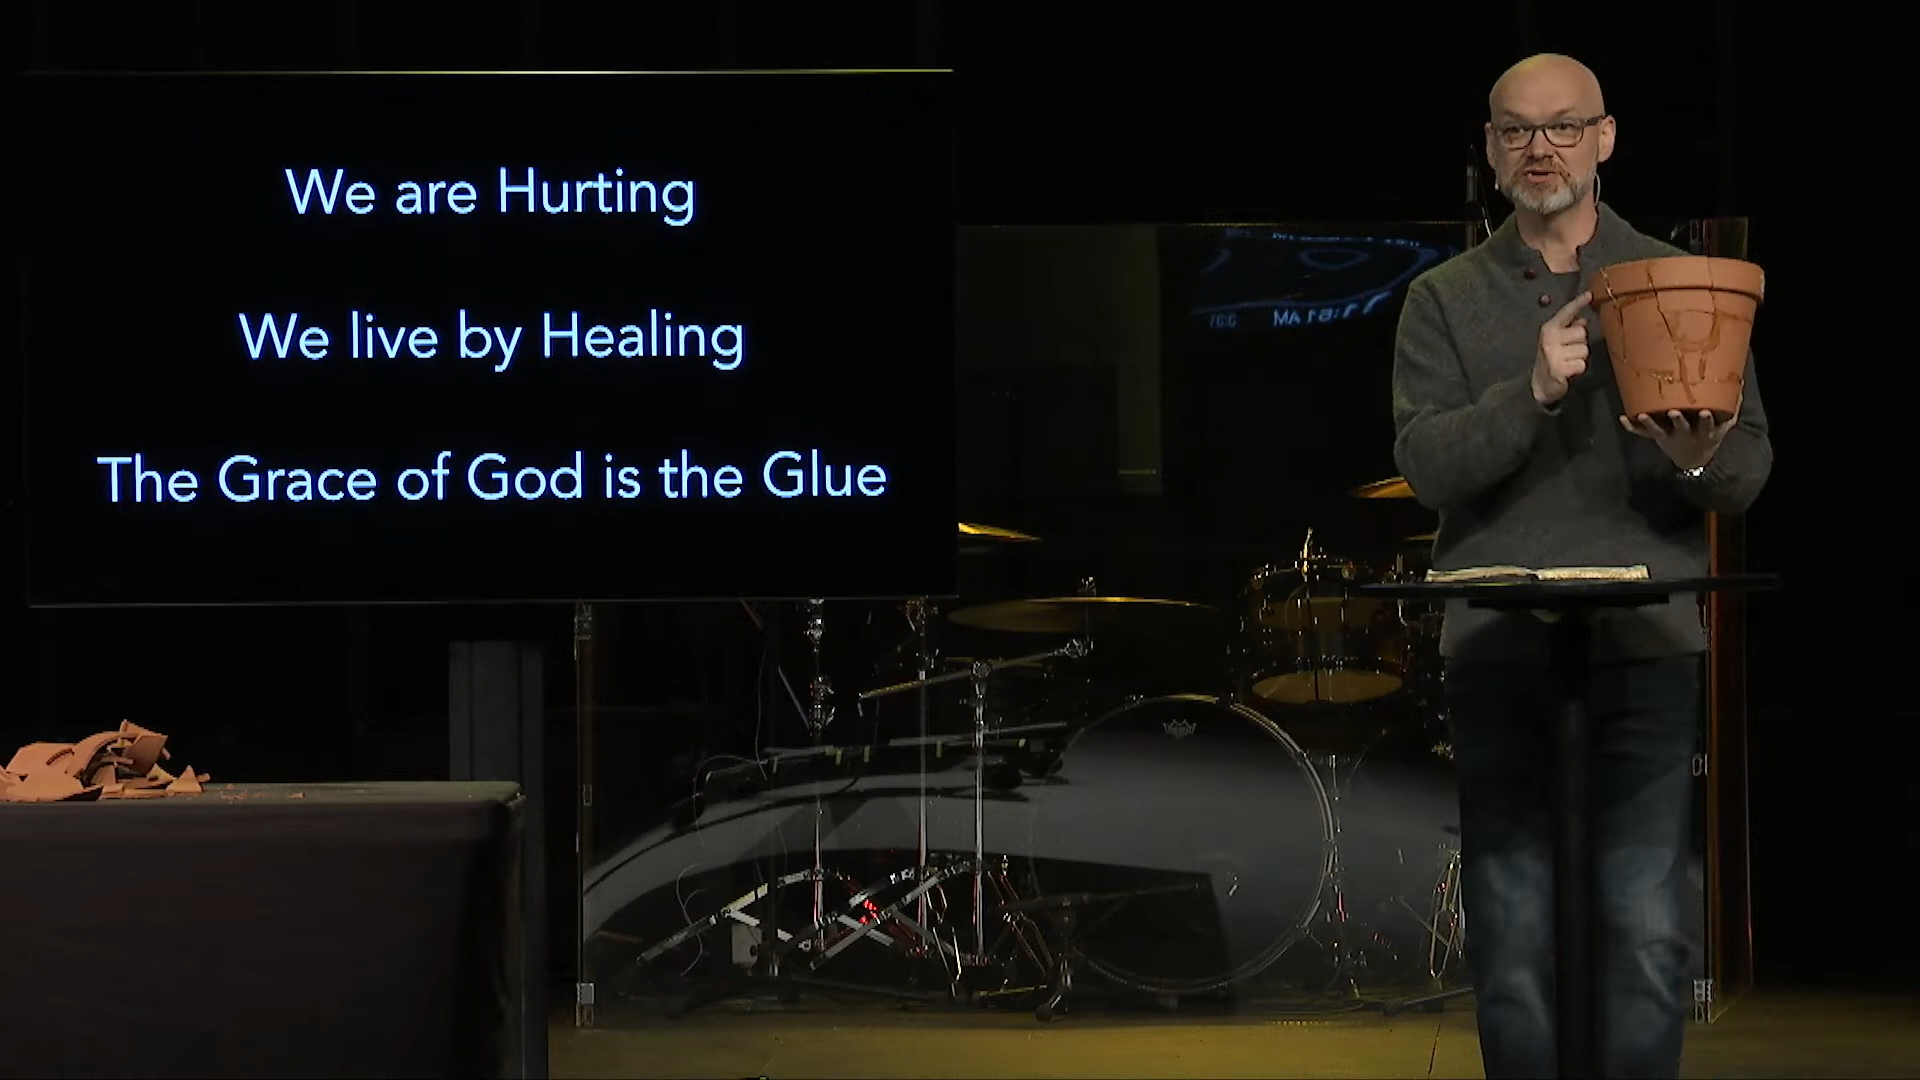 We are Hurting
We live by Healing
The Grace of God is the Glue